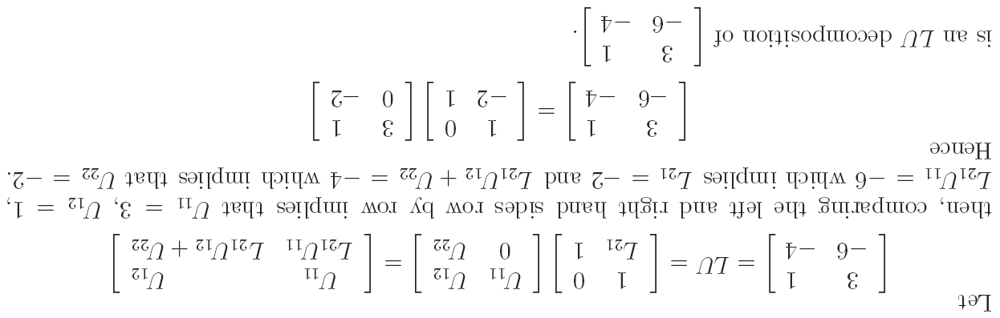 Let
$$\begin{bmatrix} 3 & 1 \\ -6 & -4 \end{bmatrix} = LU = \begin{bmatrix} 1 & 0 \\ L_{21} & 1 \end{bmatrix} \begin{bmatrix} U_{11} & U_{12} \\ 0 & U_{22} \end{bmatrix} = \begin{bmatrix} U_{11} & U_{12} \\ L_{21}U_{11} & L_{21}U_{12} + U_{22} \end{bmatrix}$$
then, comparing the left and right hand sides row by row implies that $U_{11} = 3$, $U_{12} = 1$,
$L_{21}U_{11} = -6$ which implies $L_{21} = -2$ and $L_{21}U_{12} + U_{22} = -4$ which implies that $U_{22} = -2$.
Hence
$$\begin{bmatrix} 3 & 1 \\ -6 & -4 \end{bmatrix} = \begin{bmatrix} 1 & 0 \\ -2 & 1 \end{bmatrix} \begin{bmatrix} 3 & 1 \\ 0 & -2 \end{bmatrix}$$
is an $LU$ decomposition of $\begin{bmatrix} 3 & 1 \\ -6 & -4 \end{bmatrix}$.